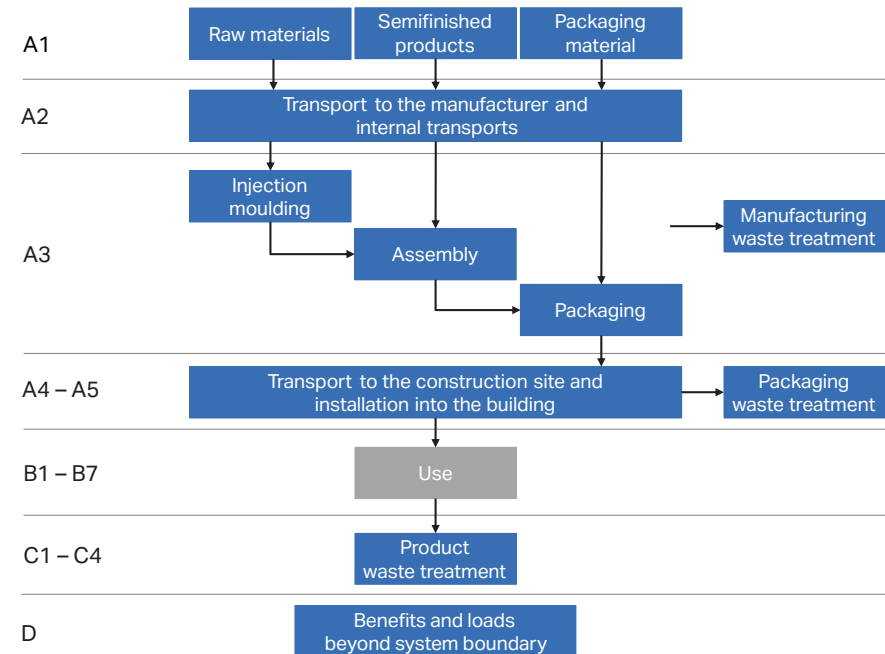 A1
Raw materials
Semifinished
products
Packaging
material
A2
Transport to the manufacturer and
internal transports
A3
Injection
moulding
Manufacturing
waste treatment
Assembly
Packaging
A4 – A5
Transport to the construction site and
installation into the building
Packaging
waste treatment
B1 – B7
Use
C1 – C4
Product
waste treatment
D
Benefits and loads
beyond system boundary